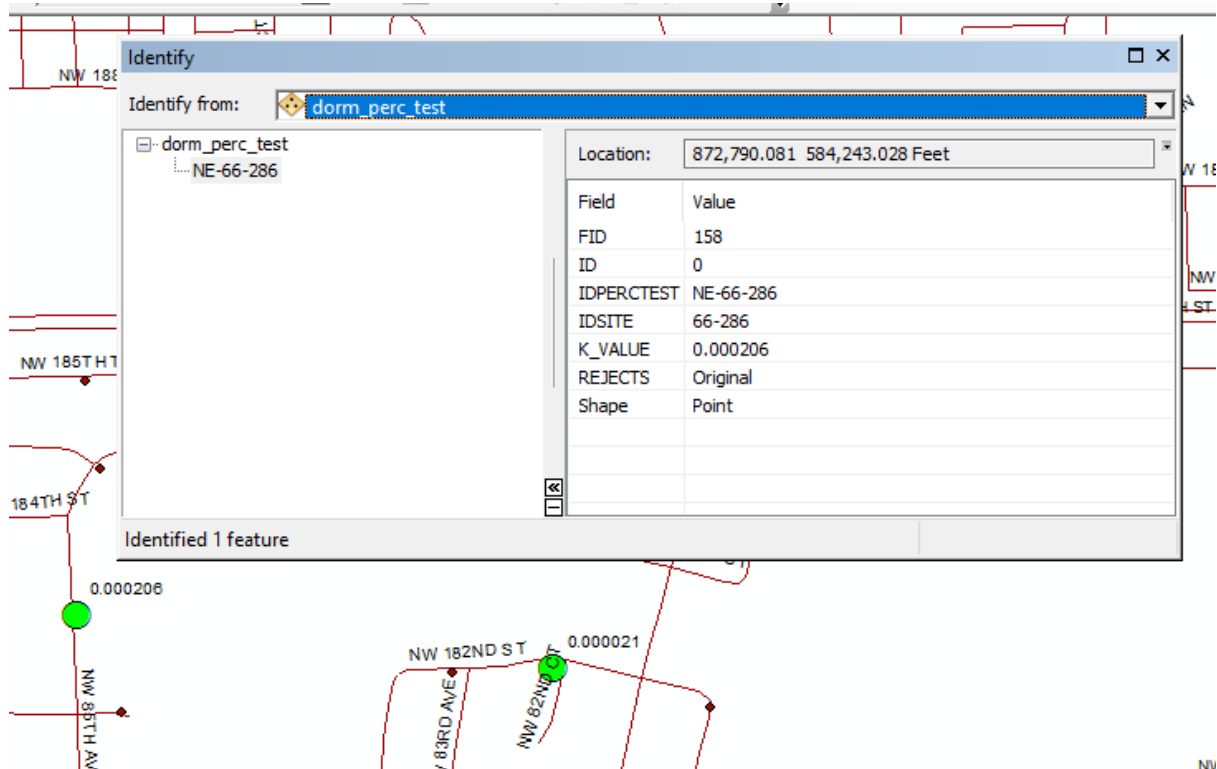 NW 188
Identify
Identify from:
dorm_perc_test
dorm_perc_test
NE-66-286
Location:
872,790.081 584,243.028 Feet
Field Value
FID 158
ID 0
IDPERCTEST NE-66-286
IDSITE 66-286
K_VALUE 0.000206
REJECTS Original
Shape Point
Identified 1 feature
NW
NW 185TH T
184TH ST
0.000206
NW 85TH AV
NW 182ND ST
0.000021
NW 82ND CT
83RD AVE
NW